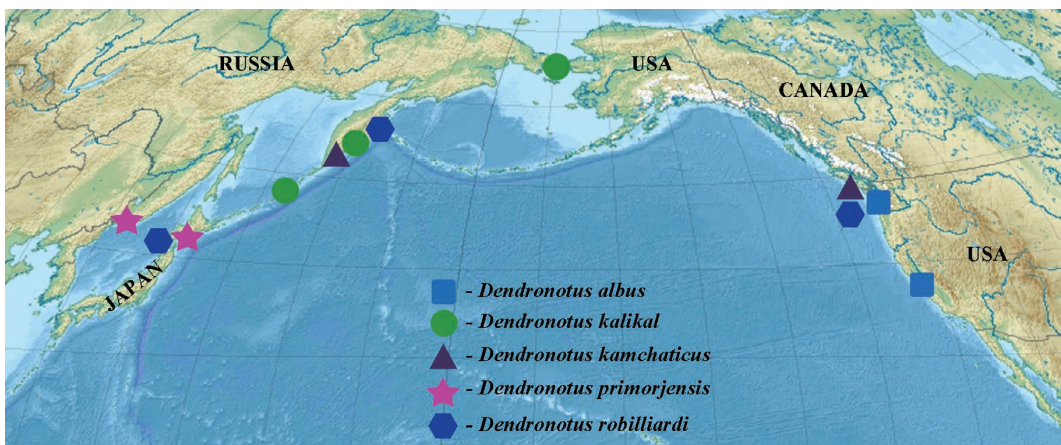 RUSSIA
USA
CANADA
USA
JAPAN
- Dendronotus albus
- Dendronotus kalikal
- Dendronotus kamchaticus
- Dendronotus primorjensis
- Dendronotus robilliardi